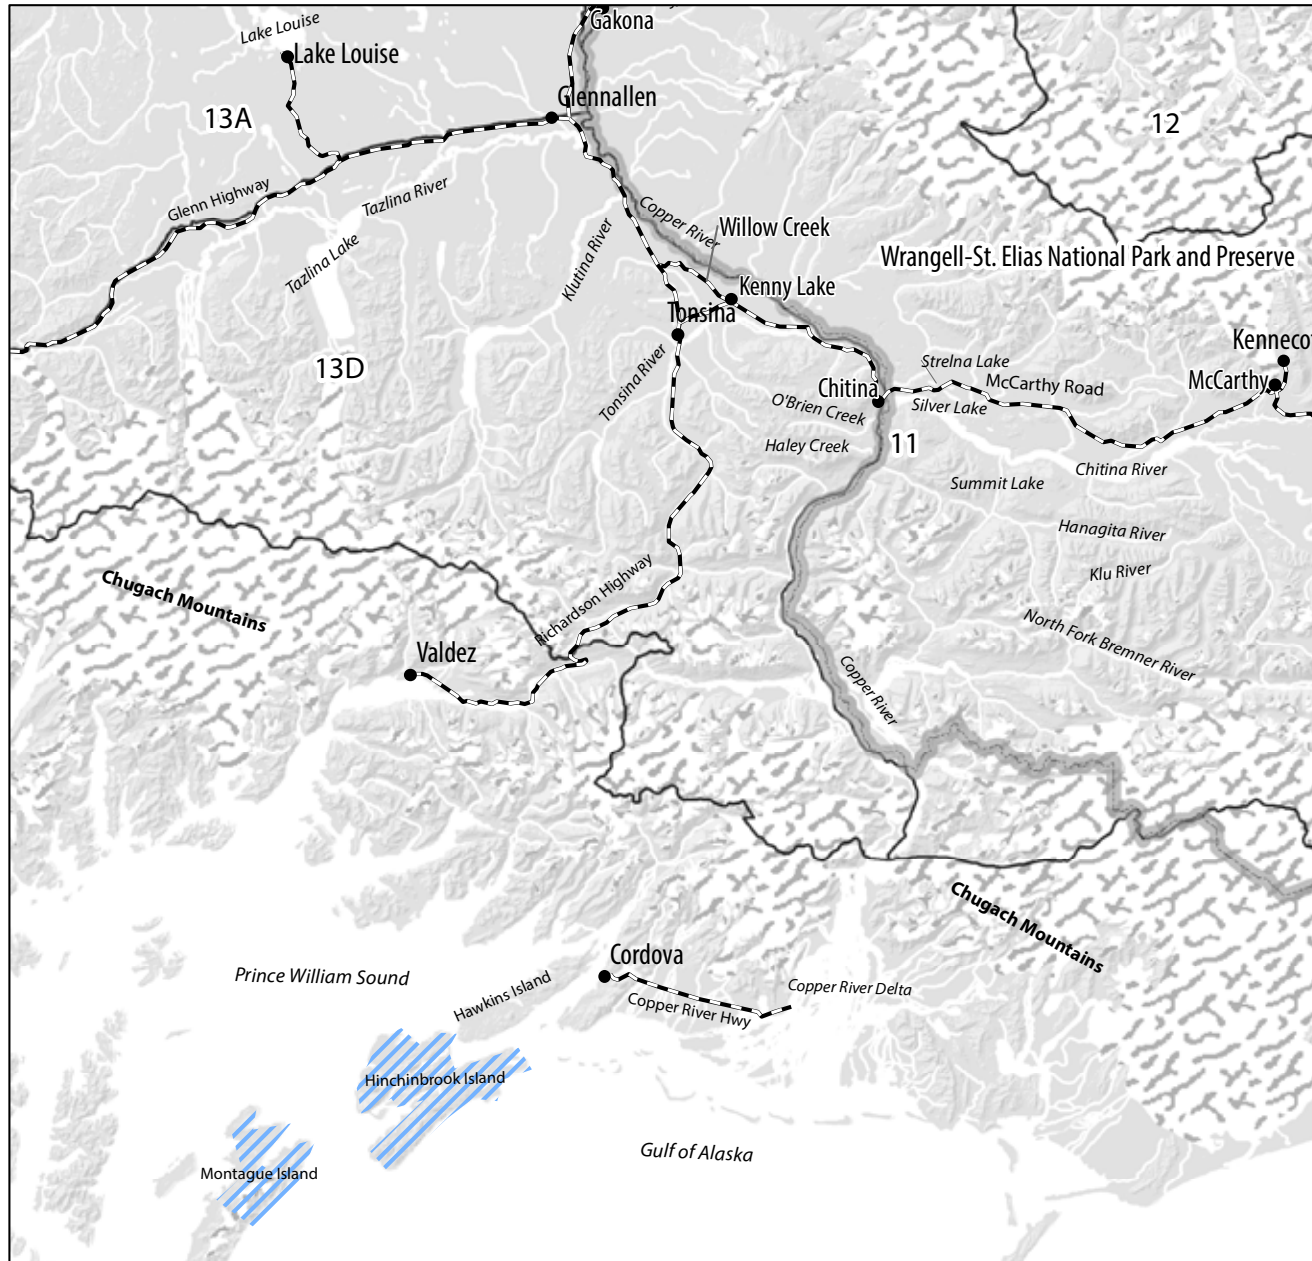 Gakona
Lake Louise
Lake Louise
Glennallen
13A
12
Glenn Highway
Tazlina River
Copper River
Willow Creek
Klutina River
Tazlina Lake
Wrangell-St. Elias National Park and Preserve
Kenny Lake
Tonsina
Kennecot
13D
Strelna Lake
McCarthy Road
McCarthy
Tonsina River
Chitina
O'Brien Creek
Silver Lake
Haley Creek
11
Chitina River
Summit Lake
Hanagita River
Klu River
Chugach Mountains
Richardson Highway
North Fork Bremner River
Valdez
Copper River
Chugach Mountains
Cordova
Prince William Sound
Hawkins Island
Copper River Hwy
Copper River Delta
Hinchinbrook Island
Gulf of Alaska
Montague Island